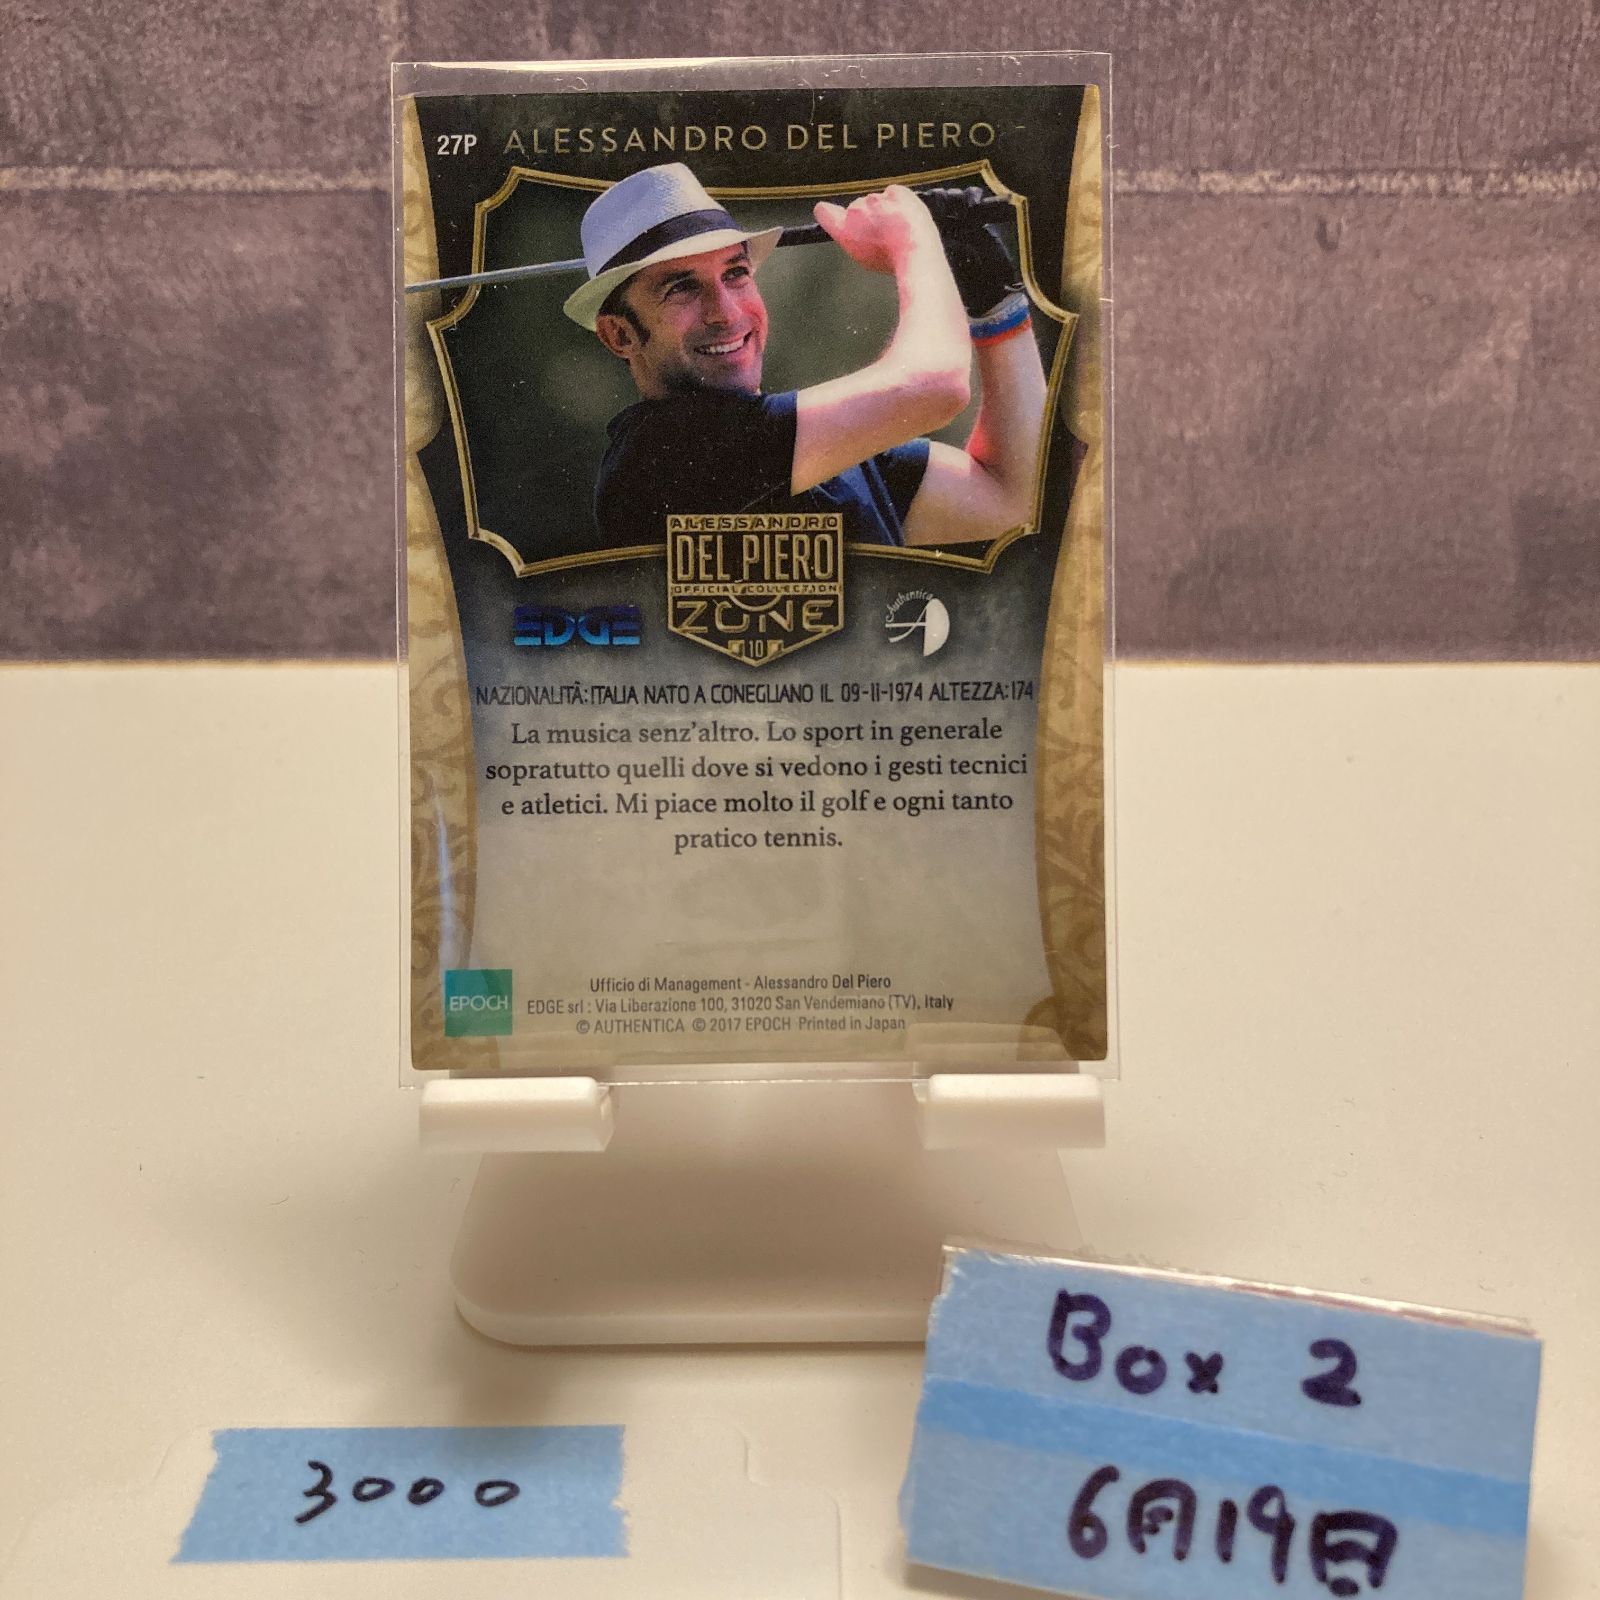 27P ALESSANDRO DEL PIERO
ALESSANDRO
DEL PIERO
OFFICIAL COLLECTION
ZONE
10
EDGE
Authentica
NAZIONALITÀ:ITALIA NATO A CONEGLIANO IL 09-11-1974 ALTEZZA:174
La musica senz'altro. Lo sport in generale
sopratutto quelli dove si vedono i gesti tecnici
e atletici. Mi piace molto il golf e ogni tanto
pratico tennis.
EPOCH
Ufficio di Management - Alessandro Del Piero
EDGE srl : Via Liberazione 100, 31020 San Vendemiano (TV), Italy
© AUTHENTICA © 2017 EPOCH Printed in Japan
3000
Box 2
6月19日